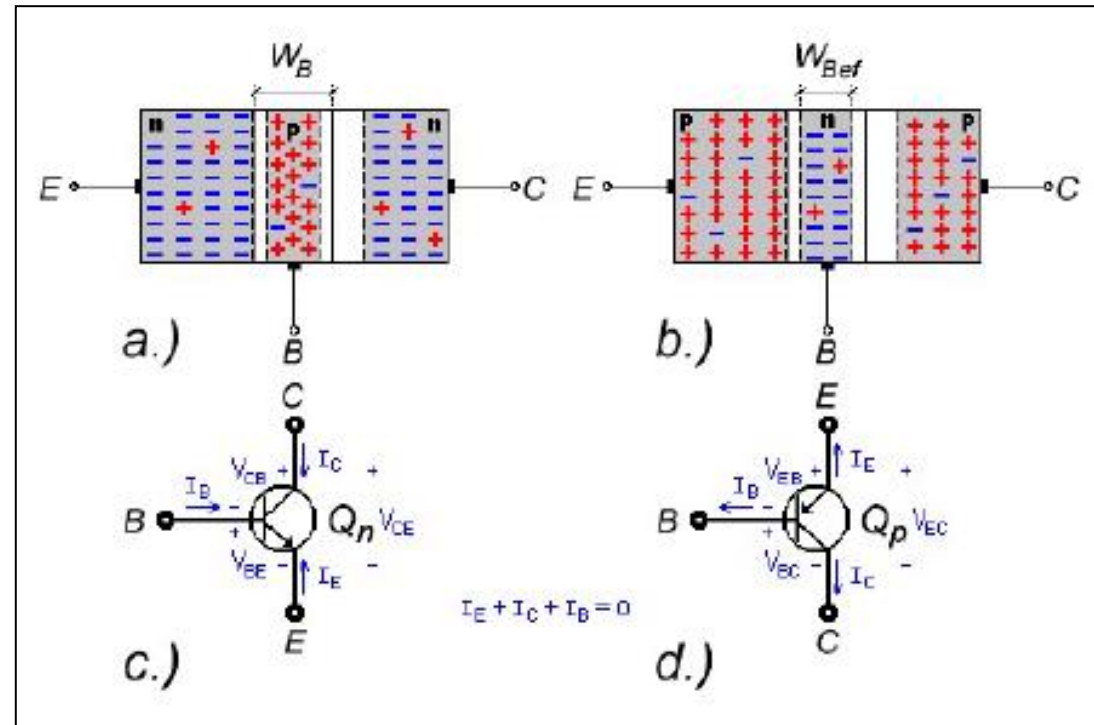 W_B W_Bef
n p n p n p
E C E C
B B
a.) b.)
C E
V_CB + I_C + V_EB + I_E +
I_B - I_B -
B Q_n V_CE B Q_p V_EC
+ +
V_BE - I_E - V_BC - I_C -
I_E + I_C + I_B = 0
E C
c.) d.)